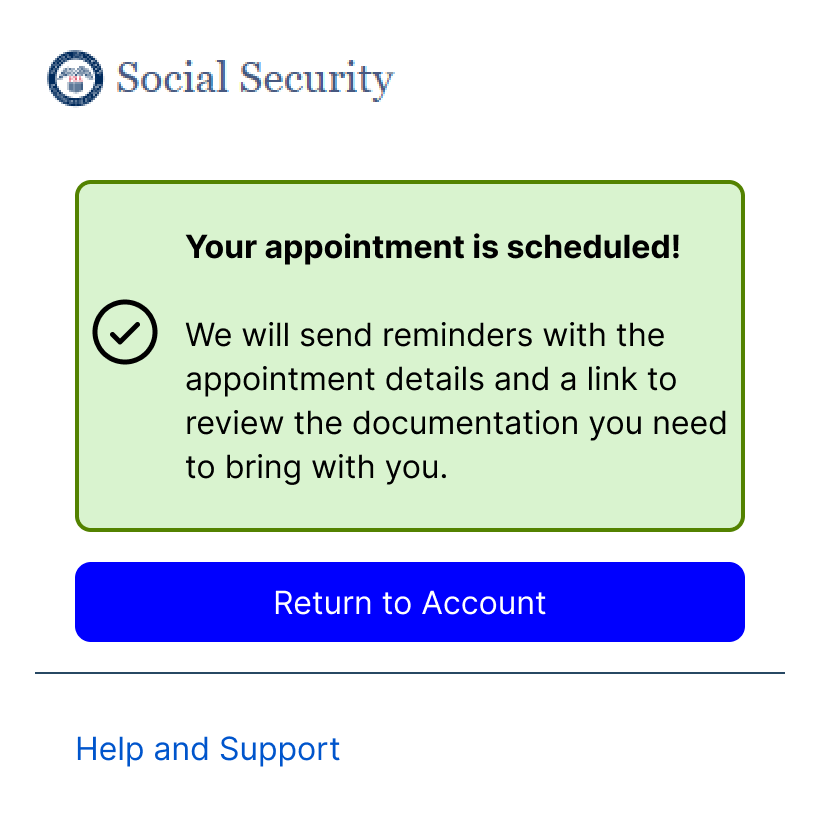 Social Security
Your appointment is scheduled!
We will send reminders with the
appointment details and a link to
review the documentation you need
to bring with you.
Return to Account
Help and Support